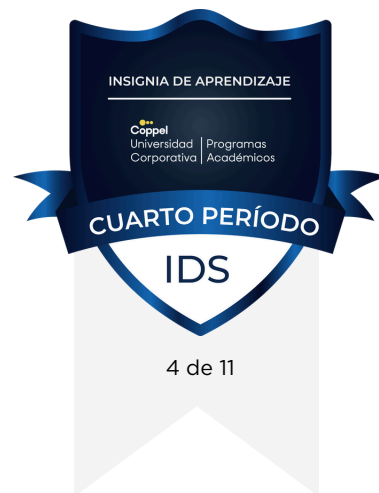 INSIGNIA DE APRENDIZAJE
Coppel
Universidad | Programas
Corporativa | Académicos
CUARTO PERÍODO
IDS
4 de 11